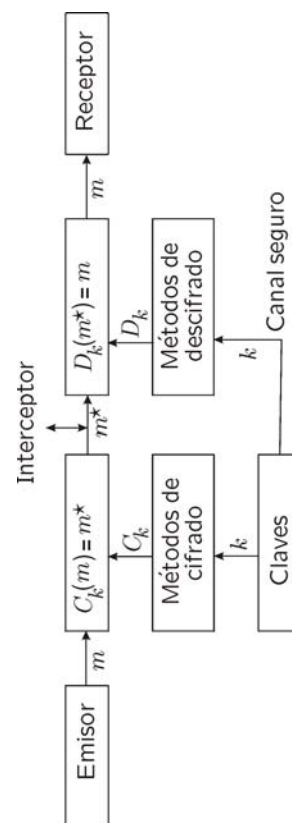 Interceptor
Emisor
m
C_k(m) = m*
m*
D_k(m*) = m
m
Receptor
C_k
D_k
Métodos de
cifrado
Métodos de
descifrado
k
k
Claves
Canal seguro